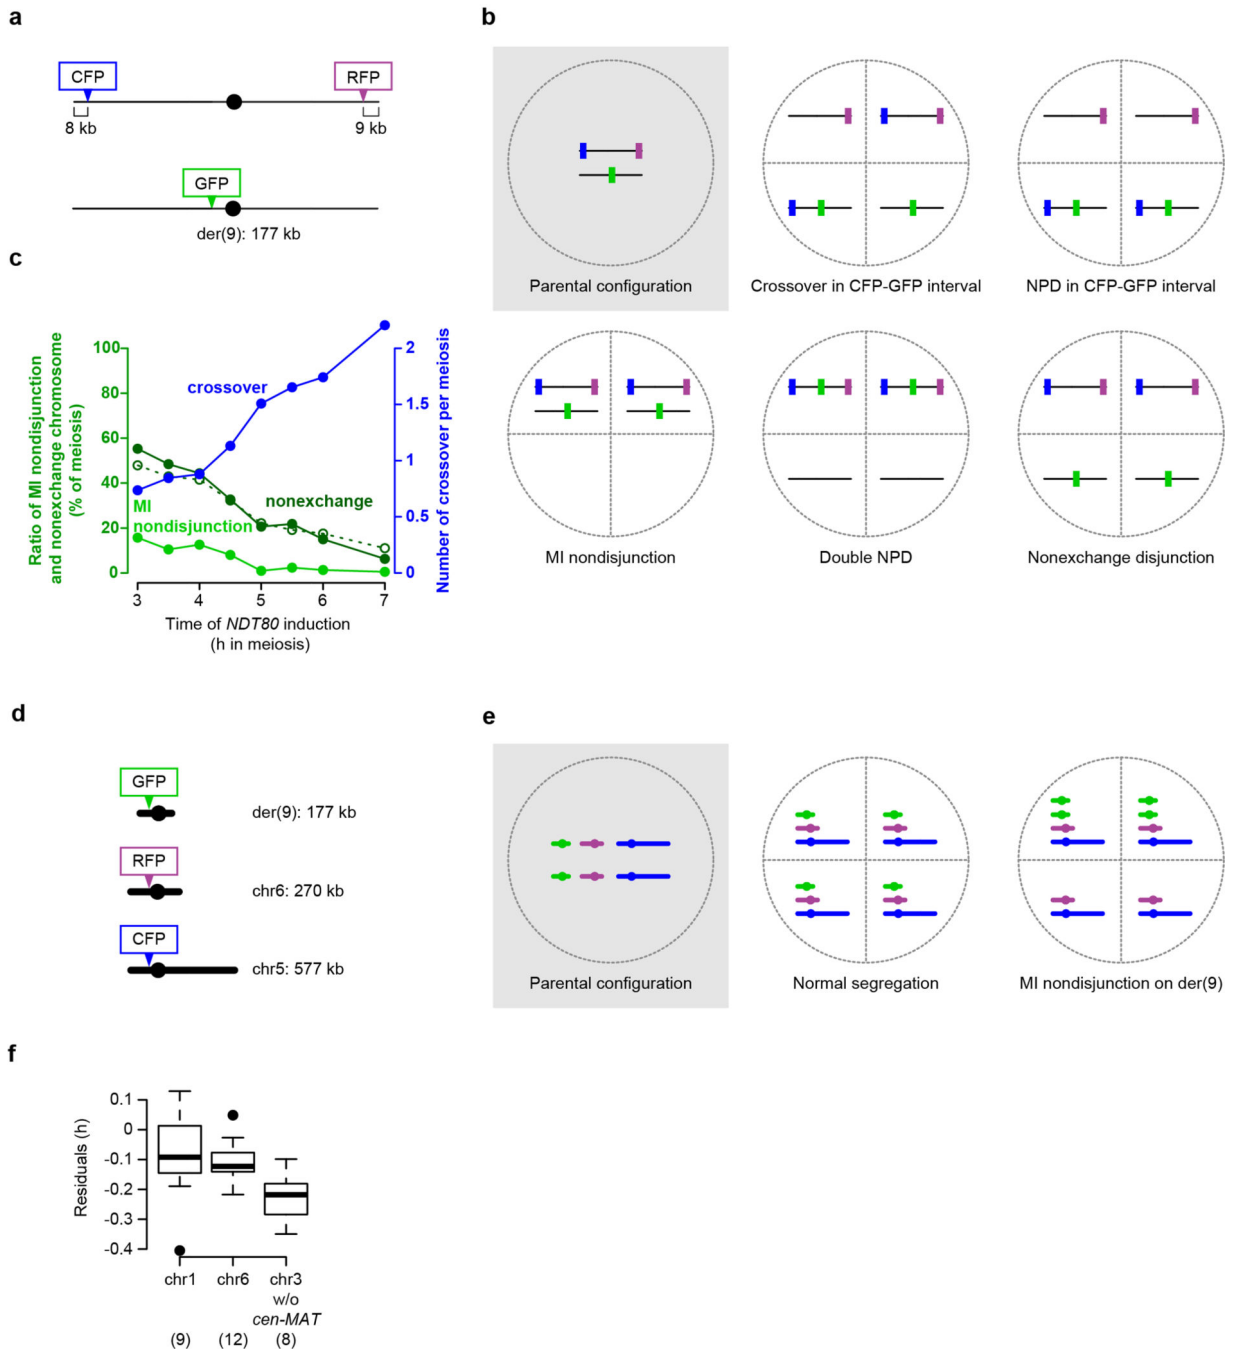 a
CFP
RFP
8 kb
9 kb
GFP
der(9): 177 kb
b
Parental configuration
Crossover in CFP-GFP interval
NPD in CFP-GFP interval
MI nondisjunction
Double NPD
Nonexchange disjunction
c
Ratio of MI nondisjunction
and nonexchange chromosome
(% of meiosis)
100
80
60
40
20
0
crossover
nonexchange
MI
nondisjunction
2
1.5
1
0.5
0
Number of crossover per meiosis
3
4
5
6
7
Time of NDT80 induction
(h in meiosis)
d
GFP
der(9): 177 kb
RFP
chr6: 270 kb
CFP
chr5: 577 kb
e
Parental configuration
Normal segregation
MI nondisjunction on der(9)
f
Residuals (h)
0.1
0
-0.1
-0.2
-0.3
-0.4
chr1
chr6
chr3
w/o
cen-MAT
(9)
(12)
(8)